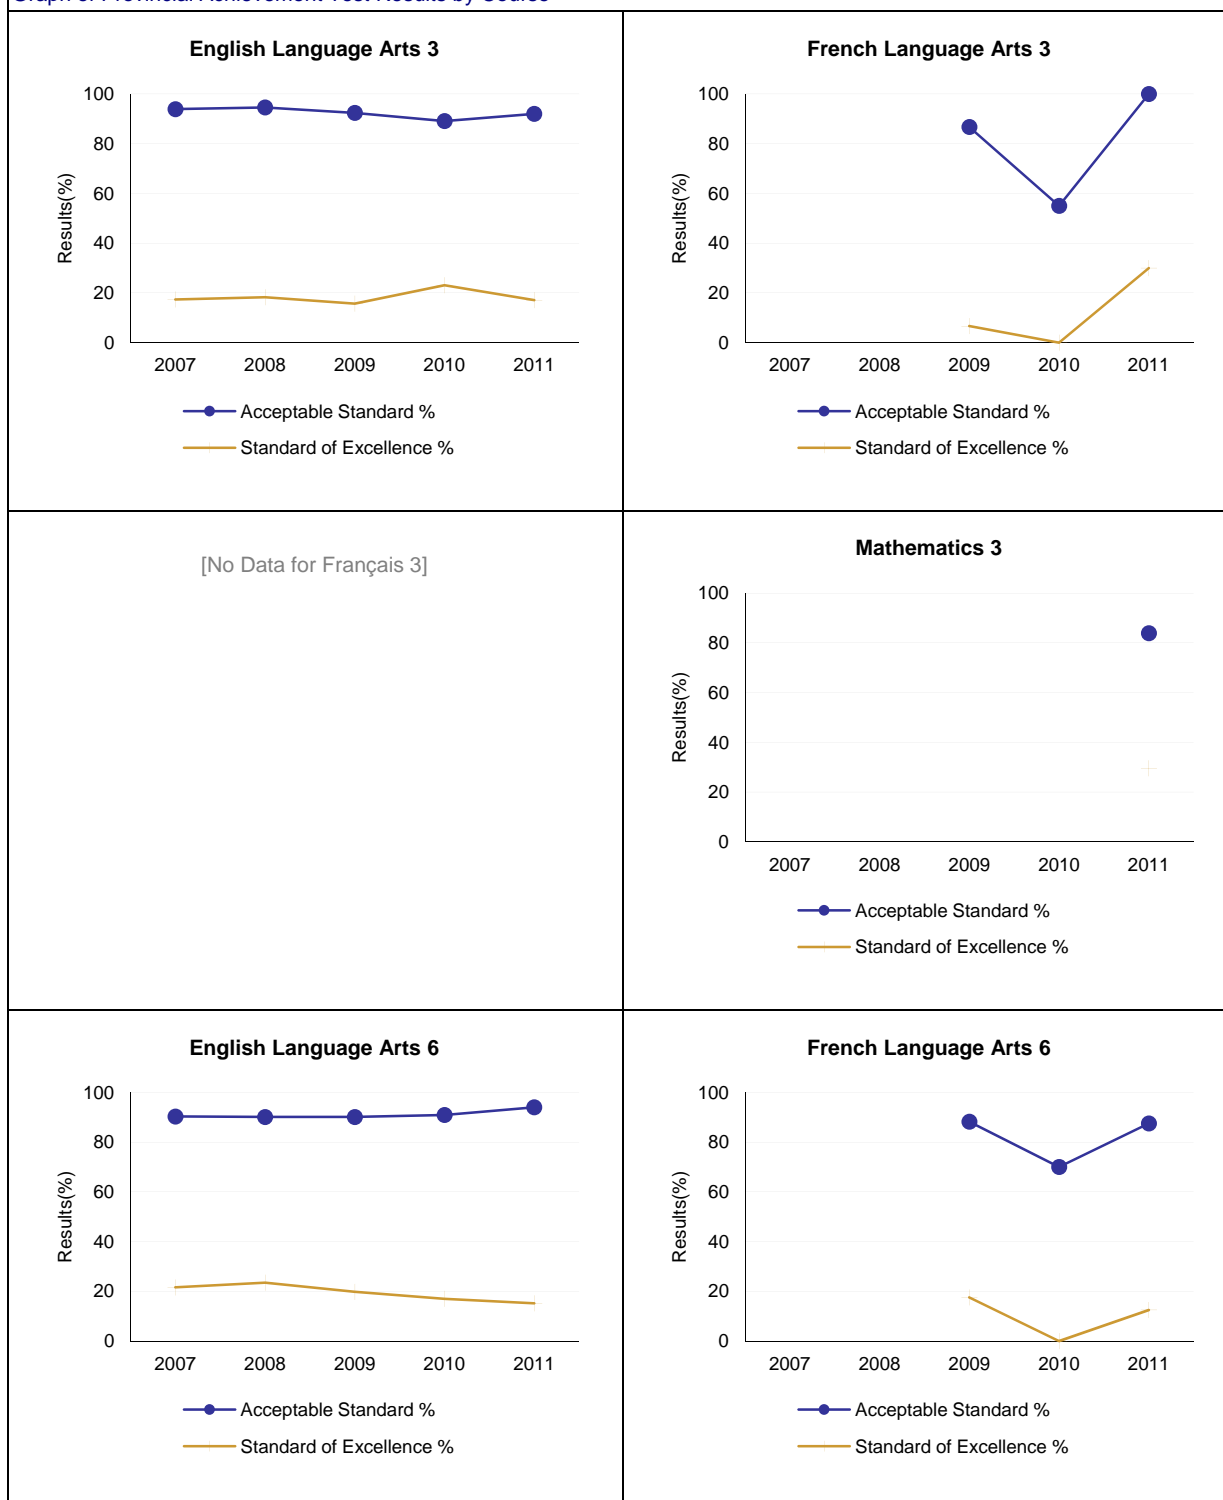 English Language Arts 3
100
80
60
40
20
0
Results(%)
2007 2008 2009 2010 2011
Acceptable Standard %
Standard of Excellence %
French Language Arts 3
100
80
60
40
20
0
Results(%)
2007 2008 2009 2010 2011
Acceptable Standard %
Standard of Excellence %
[No Data for Français 3]
Mathematics 3
100
80
60
40
20
0
Results(%)
2007 2008 2009 2010 2011
Acceptable Standard %
Standard of Excellence %
English Language Arts 6
100
80
60
40
20
0
Results(%)
2007 2008 2009 2010 2011
Acceptable Standard %
Standard of Excellence %
French Language Arts 6
100
80
60
40
20
0
Results(%)
2007 2008 2009 2010 2011
Acceptable Standard %
Standard of Excellence %